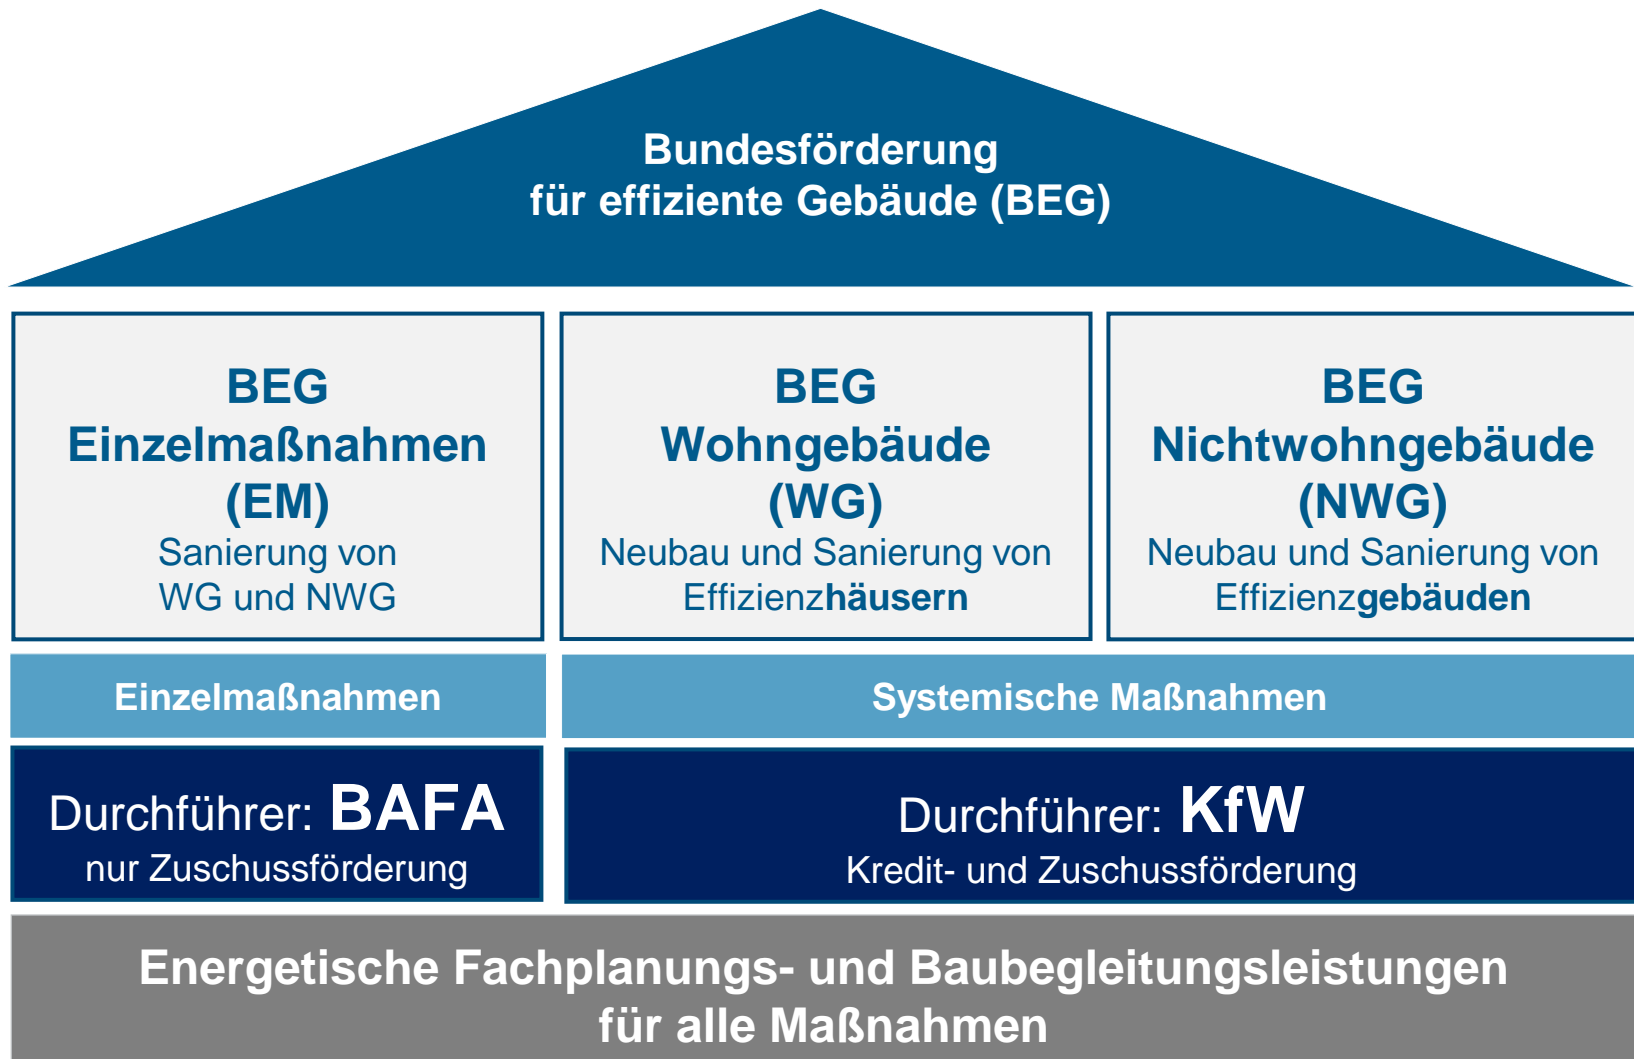 Bundesförderung
für effiziente Gebäude (BEG)
BEG
Einzelmaßnahmen
(EM)
Sanierung von
WG und NWG
BEG
Wohngebäude
(WG)
Neubau und Sanierung von
Effizienzhäusern
BEG
Nichtwohngebäude
(NWG)
Neubau und Sanierung von
Effizienzgebäuden
Einzelmaßnahmen
Systemische Maßnahmen
Durchführer: BAFA
nur Zuschussförderung
Durchführer: KfW
Kredit- und Zuschussförderung
Energetische Fachplanungs- und Baubegleitungsleistungen
für alle Maßnahmen